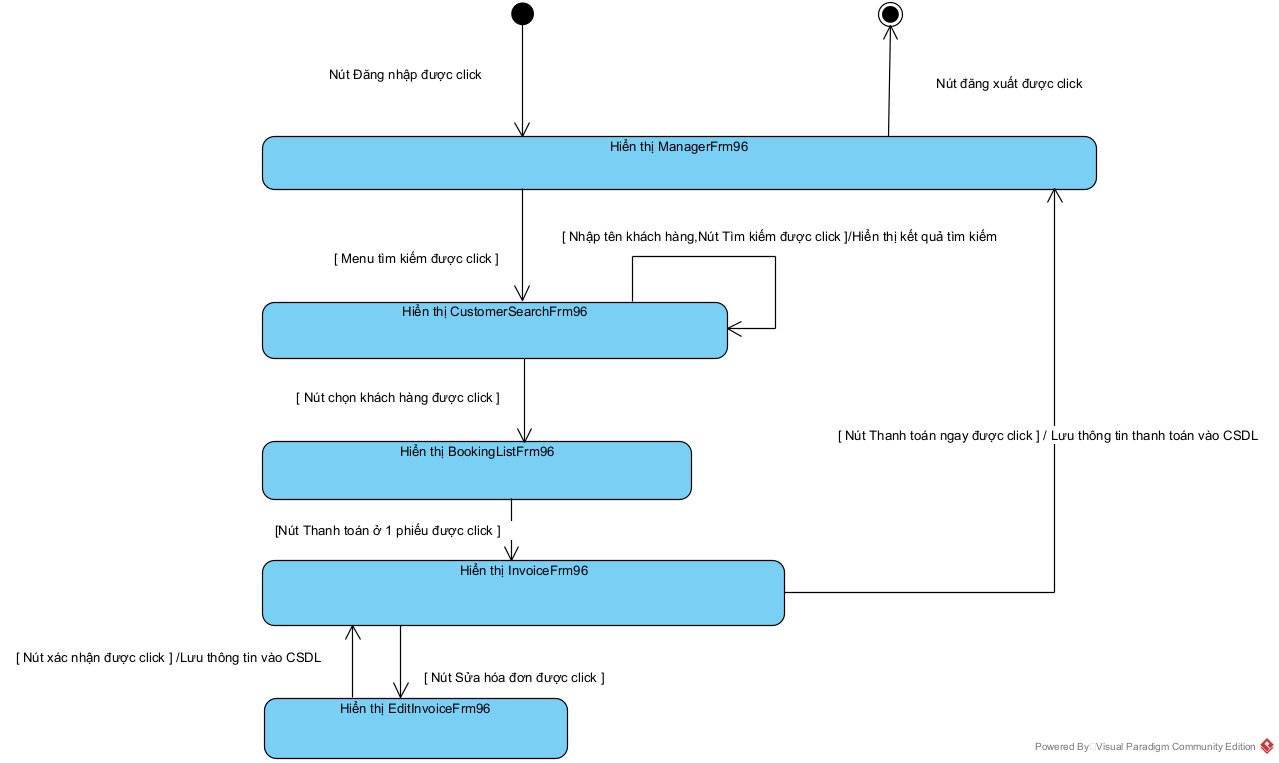 Nút Đăng nhập được click
Nút đăng xuất được click
Hiển thị ManagerFrm96
[ Nhập tên khách hàng,Nút Tìm kiếm được click ]/Hiển thị kết quả tìm kiếm
[ Menu tìm kiếm được click ]
Hiển thị CustomerSearchFrm96
[ Nút chọn khách hàng được click ]
[ Nút Thanh toán ngay được click ] / Lưu thông tin thanh toán vào CSDL
Hiển thị BookingListFrm96
[Nút Thanh toán ở 1 phiếu được click ]
Hiển thị InvoiceFrm96
[ Nút xác nhận được click ] /Lưu thông tin vào CSDL
[ Nút Sửa hóa đơn được click ]
Hiển thị EditInvoiceFrm96
Powered By Visual Paradigm Community Edition